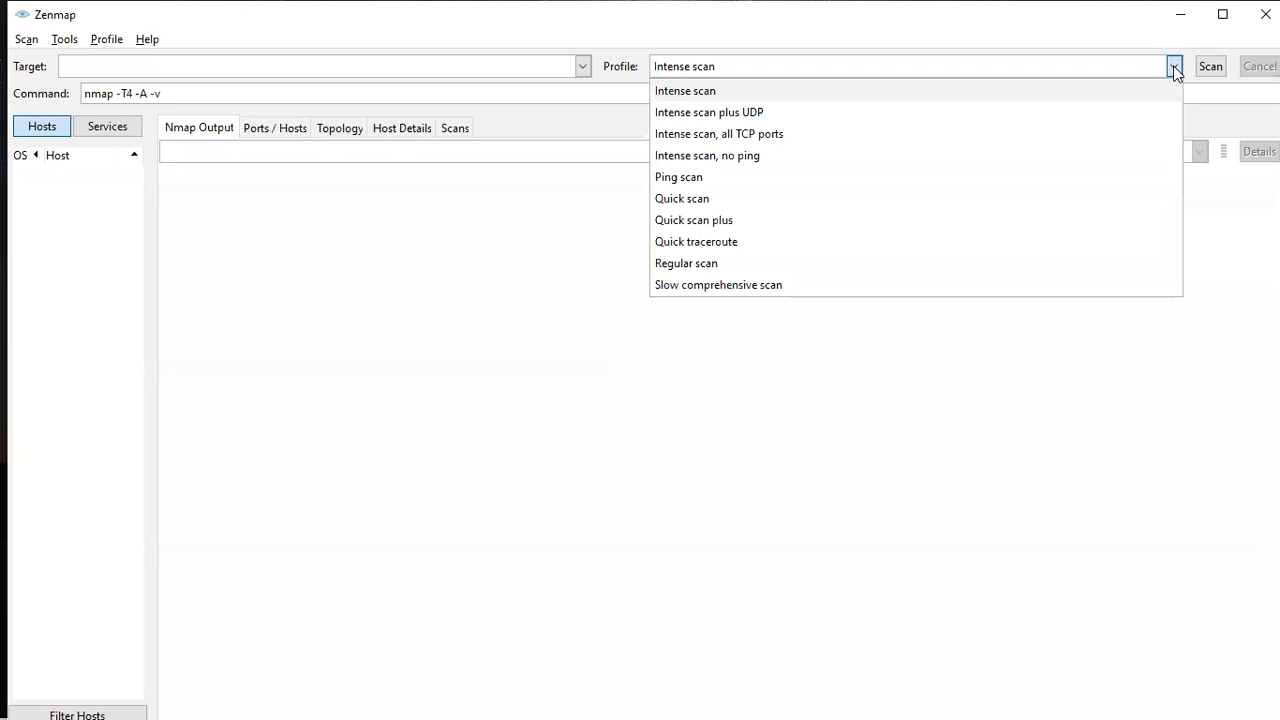 Zenmap
Scan Tools Profile Help
Target: Profile: Intense scan Scan Cancel
Command: nmap -T4 -A -v
Intense scan
Intense scan plus UDP
Intense scan, all TCP ports
Intense scan, no ping
Ping scan
Quick scan
Quick scan plus
Quick traceroute
Regular scan
Slow comprehensive scan
Hosts Services
Nmap Output Ports / Hosts Topology Host Details Scans
OS Host
Details
Filter Hosts